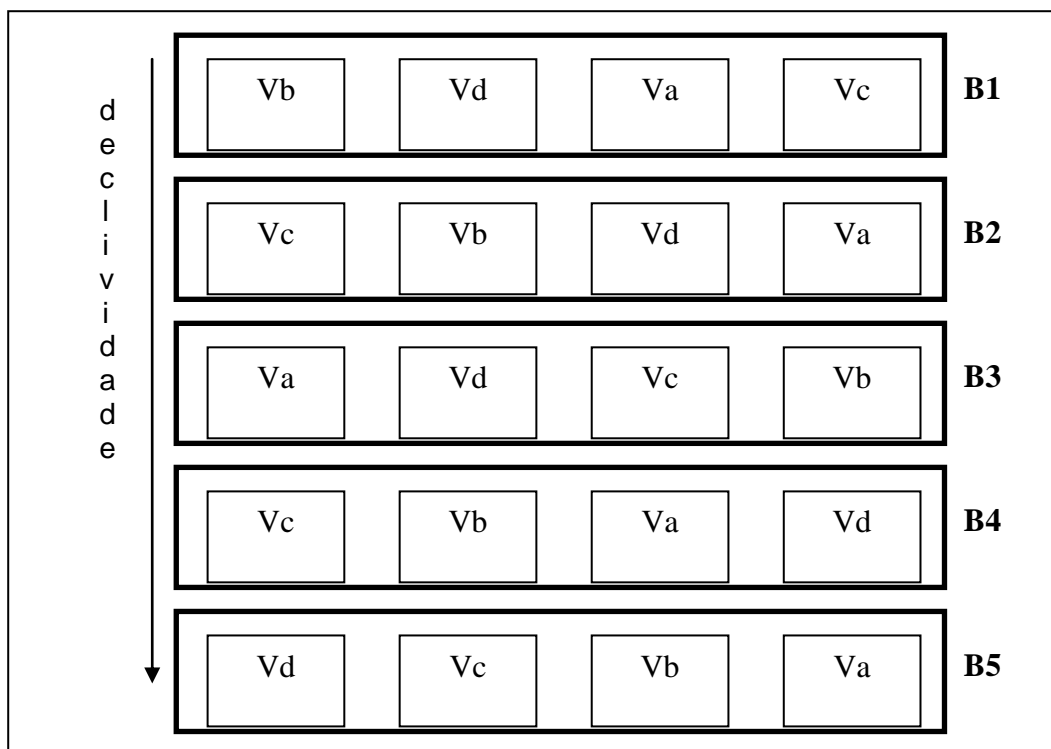 declividade
Vb Vd Va Vc B1
Vc Vb Vd Va B2
Va Vd Vc Vb B3
Vc Vb Va Vd B4
Vd Vc Vb Va B5